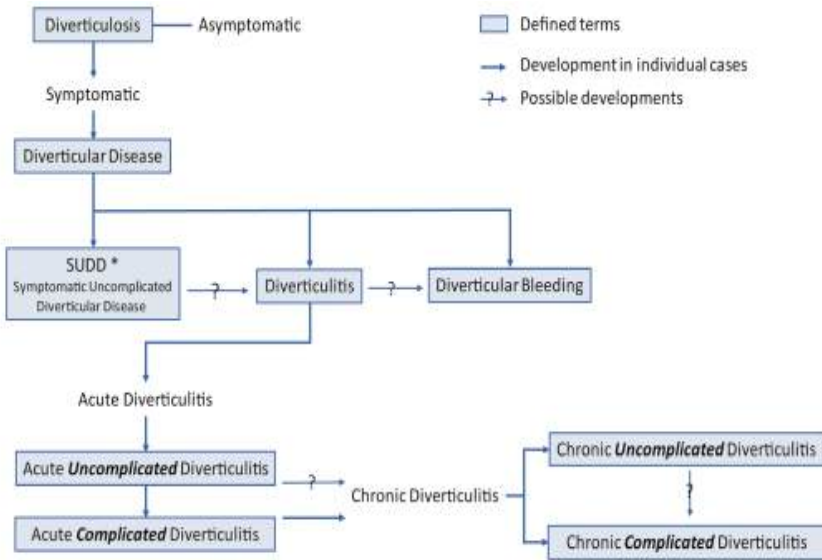 Diverticulosis
Asymptomatic
Defined terms
Development in individual cases
Symptomatic
?
Possible developments
Diverticular Disease
SUDD *
Symptomatic Uncomplicated
Diverticular Disease
?
Diverticulitis
?
Diverticular Bleeding
Acute Diverticulitis
Acute Uncomplicated Diverticulitis
?
Chronic Diverticulitis
Chronic Uncomplicated Diverticulitis
?
Acute Complicated Diverticulitis
Chronic Complicated Diverticulitis